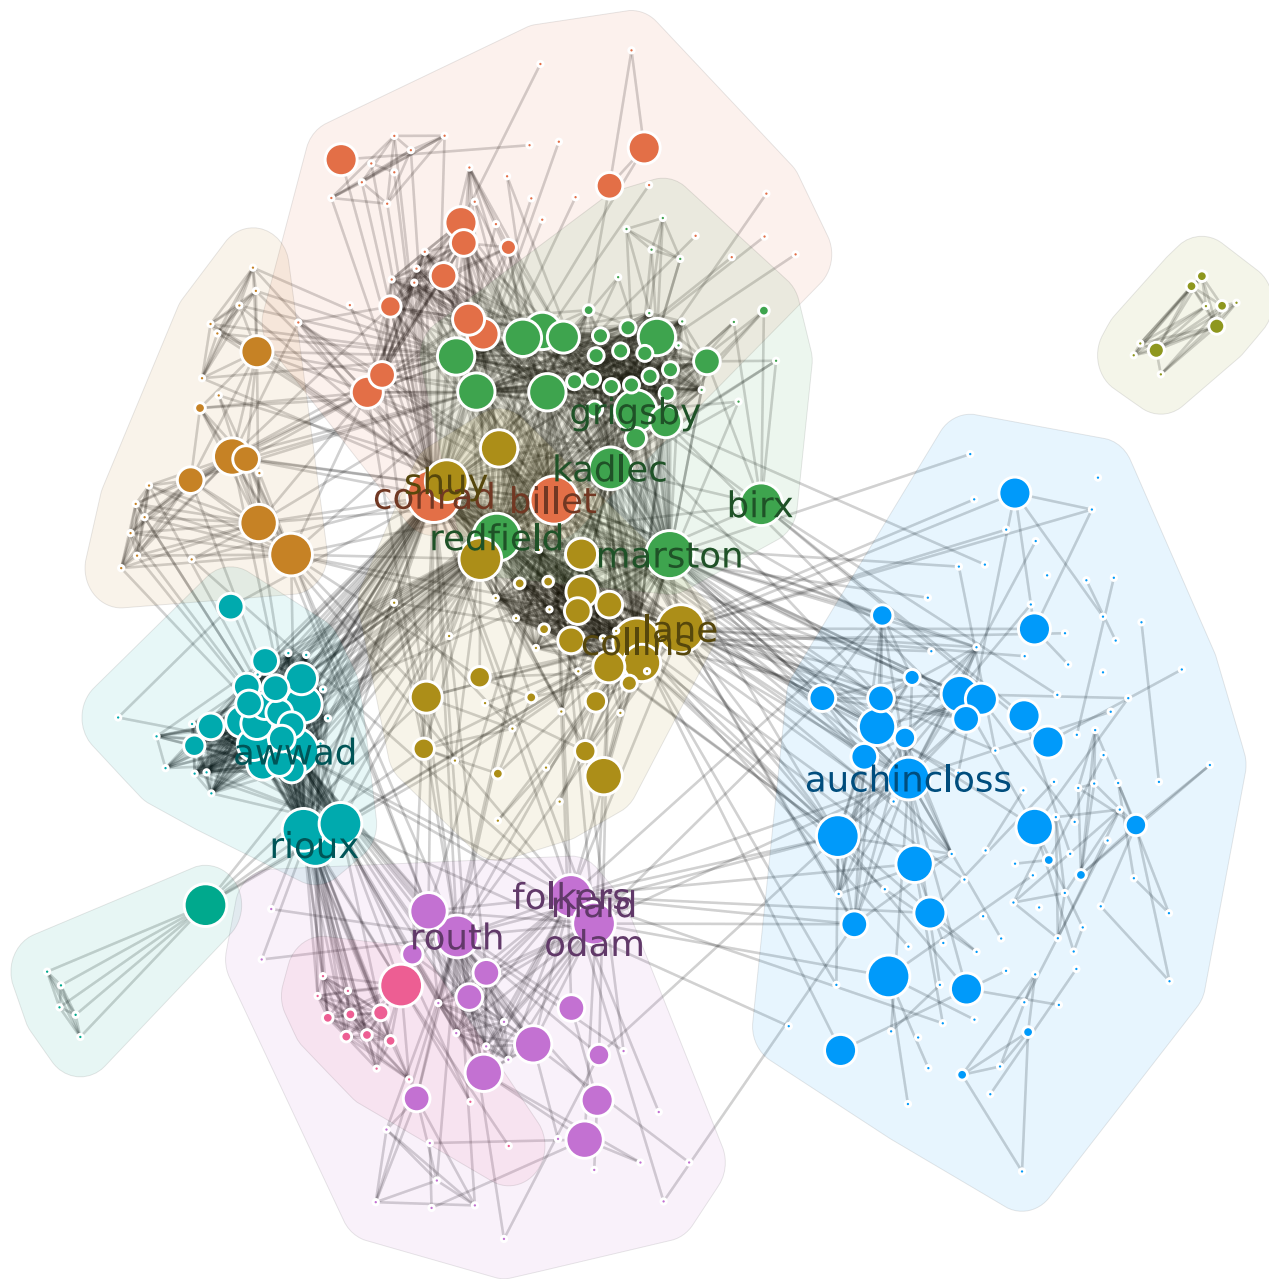 grigsby
kadlec
shuy
conrad
billet
birx
redfield
marston
lane
collins
awwad
auchincloss
rioux
folkers
routh
odam